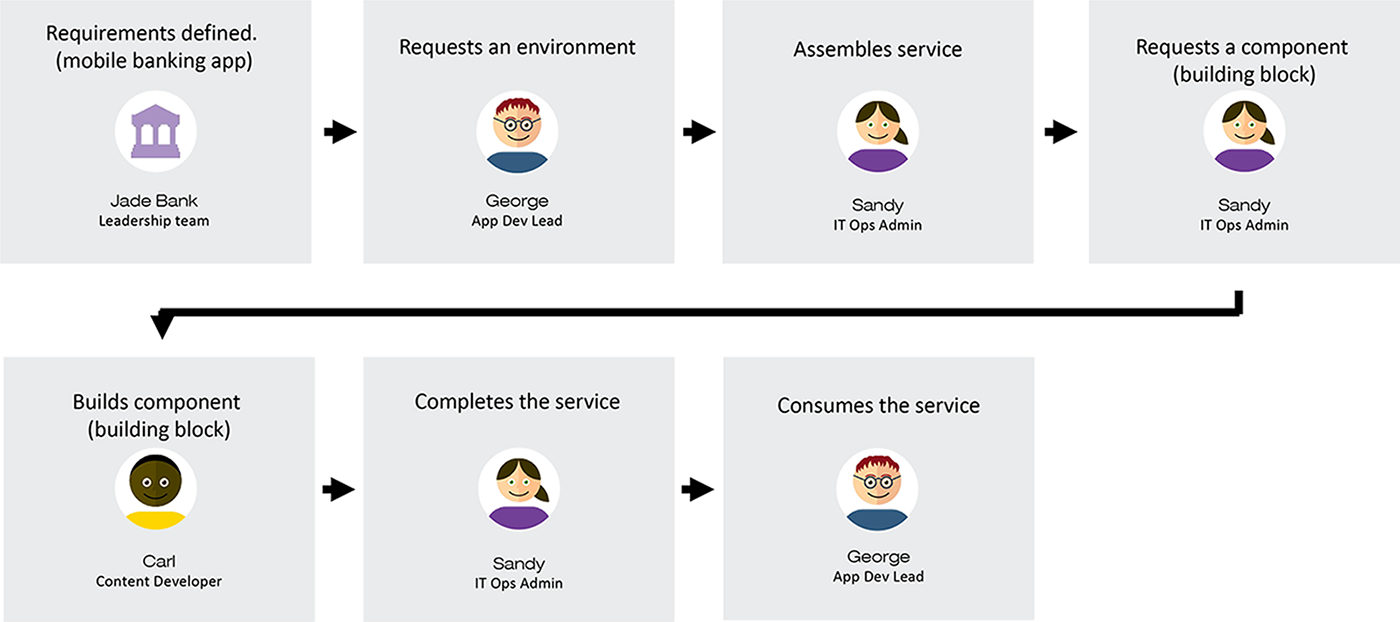 Requirements defined.
(mobile banking app)
Jade Bank
Leadership team
Requests an environment
George
App Dev Lead
Assembles service
Sandy
IT Ops Admin
Requests a component
(building block)
Sandy
IT Ops Admin
Builds component
(building block)
Carl
Content Developer
Completes the service
Sandy
IT Ops Admin
Consumes the service
George
App Dev Lead